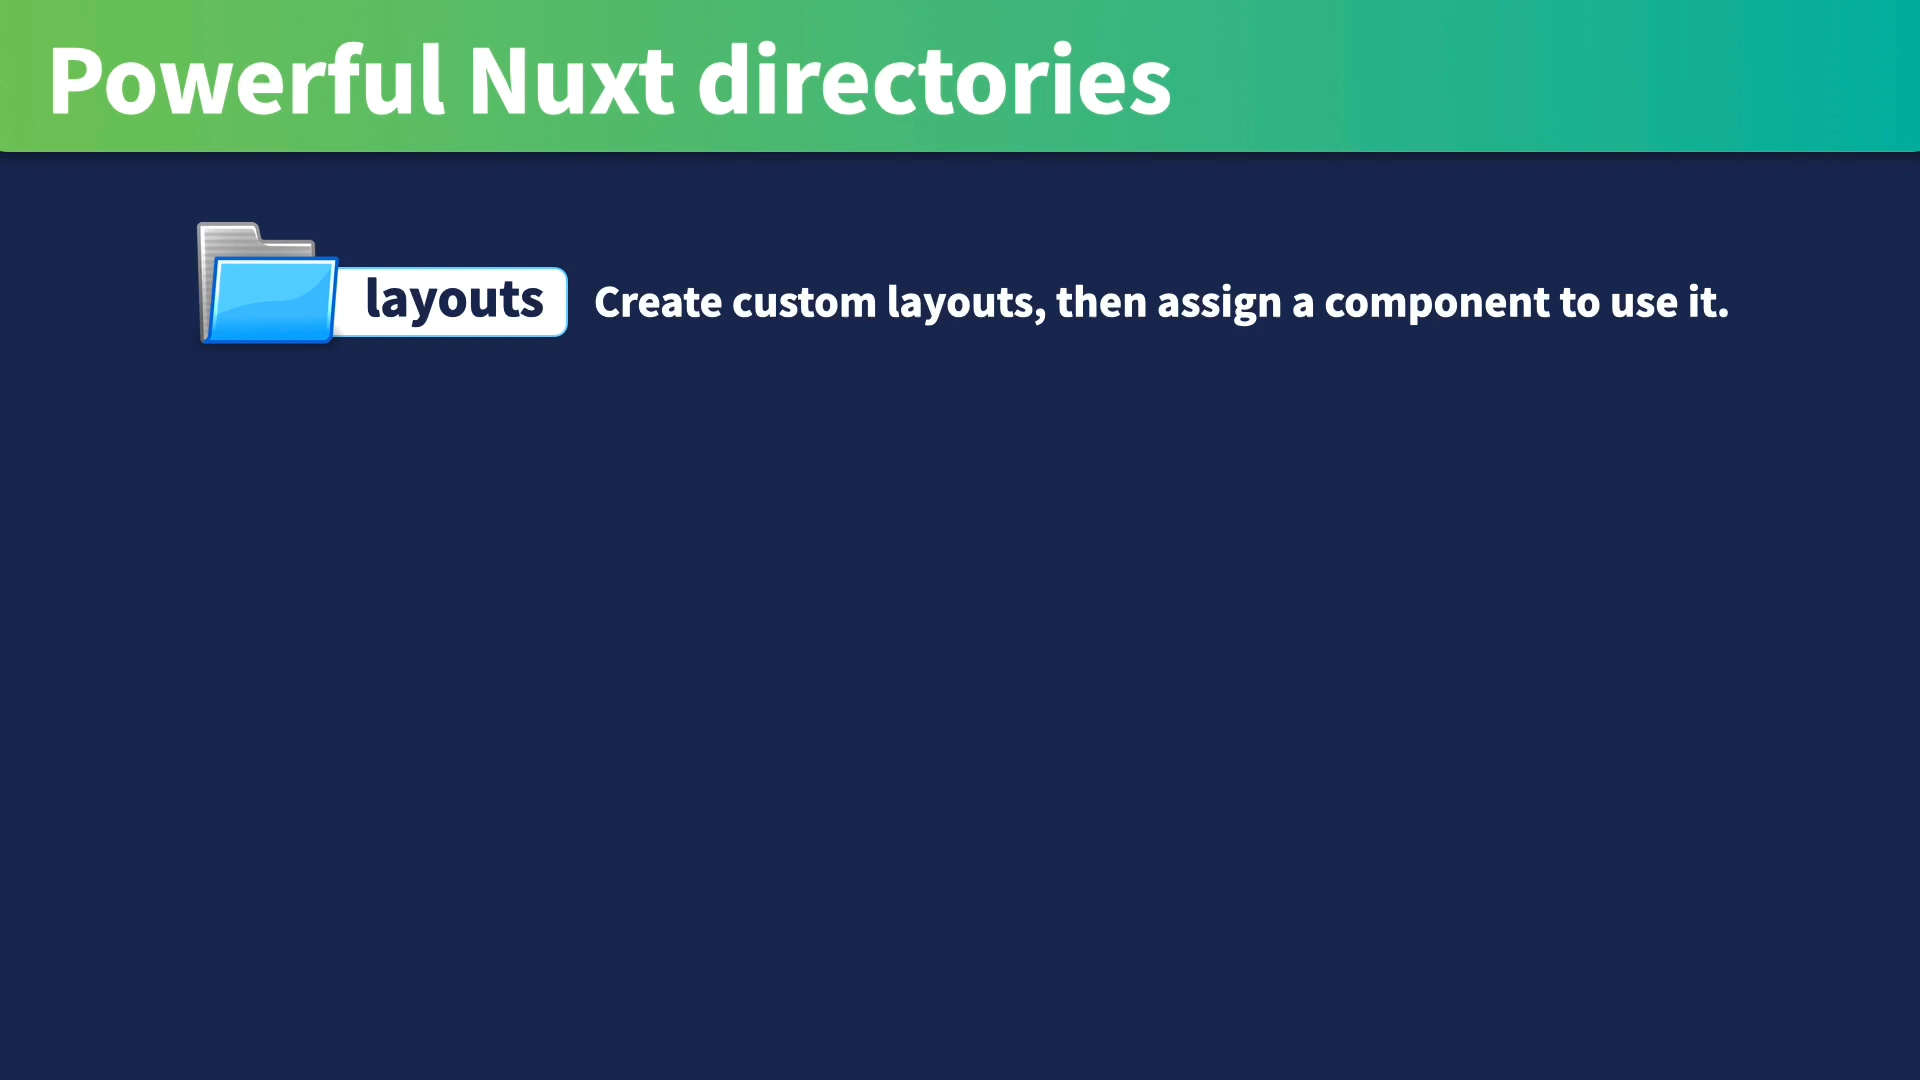 Powerful Nuxt directories
layouts Create custom layouts, then assign a component to use it.